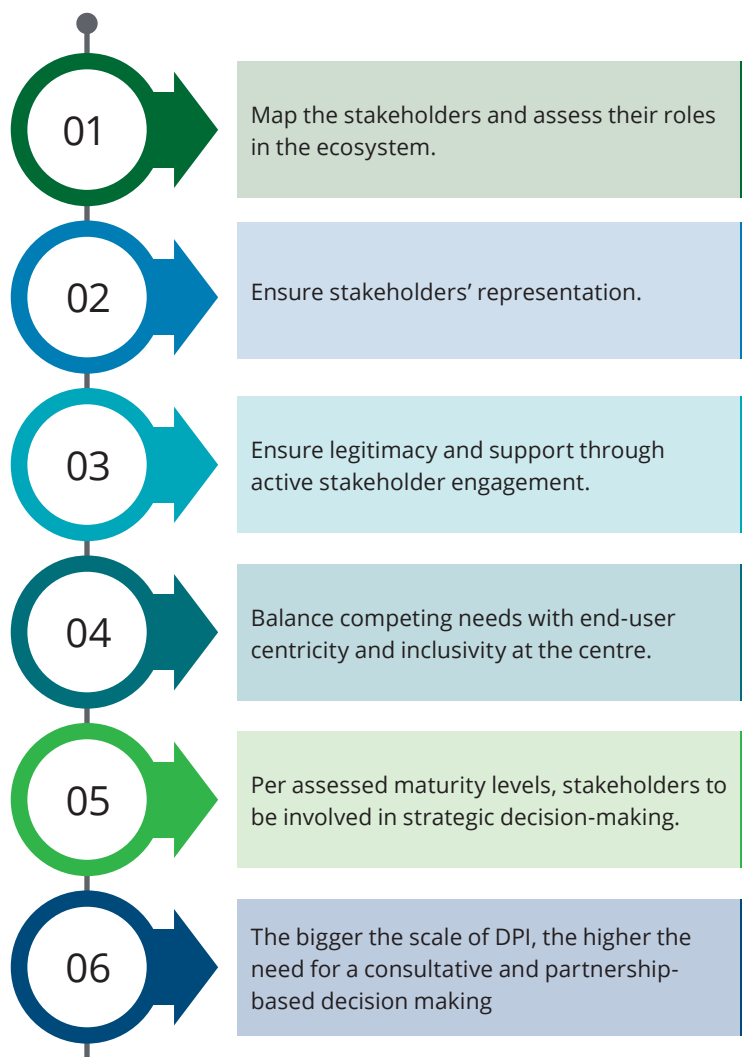 01
Map the stakeholders and assess their roles
in the ecosystem.
02
Ensure stakeholders’ representation.
03
Ensure legitimacy and support through
active stakeholder engagement.
04
Balance competing needs with end-user
centricity and inclusivity at the centre.
05
Per assessed maturity levels, stakeholders to
be involved in strategic decision-making.
06
The bigger the scale of DPI, the higher the
need for a consultative and partnership-
based decision making